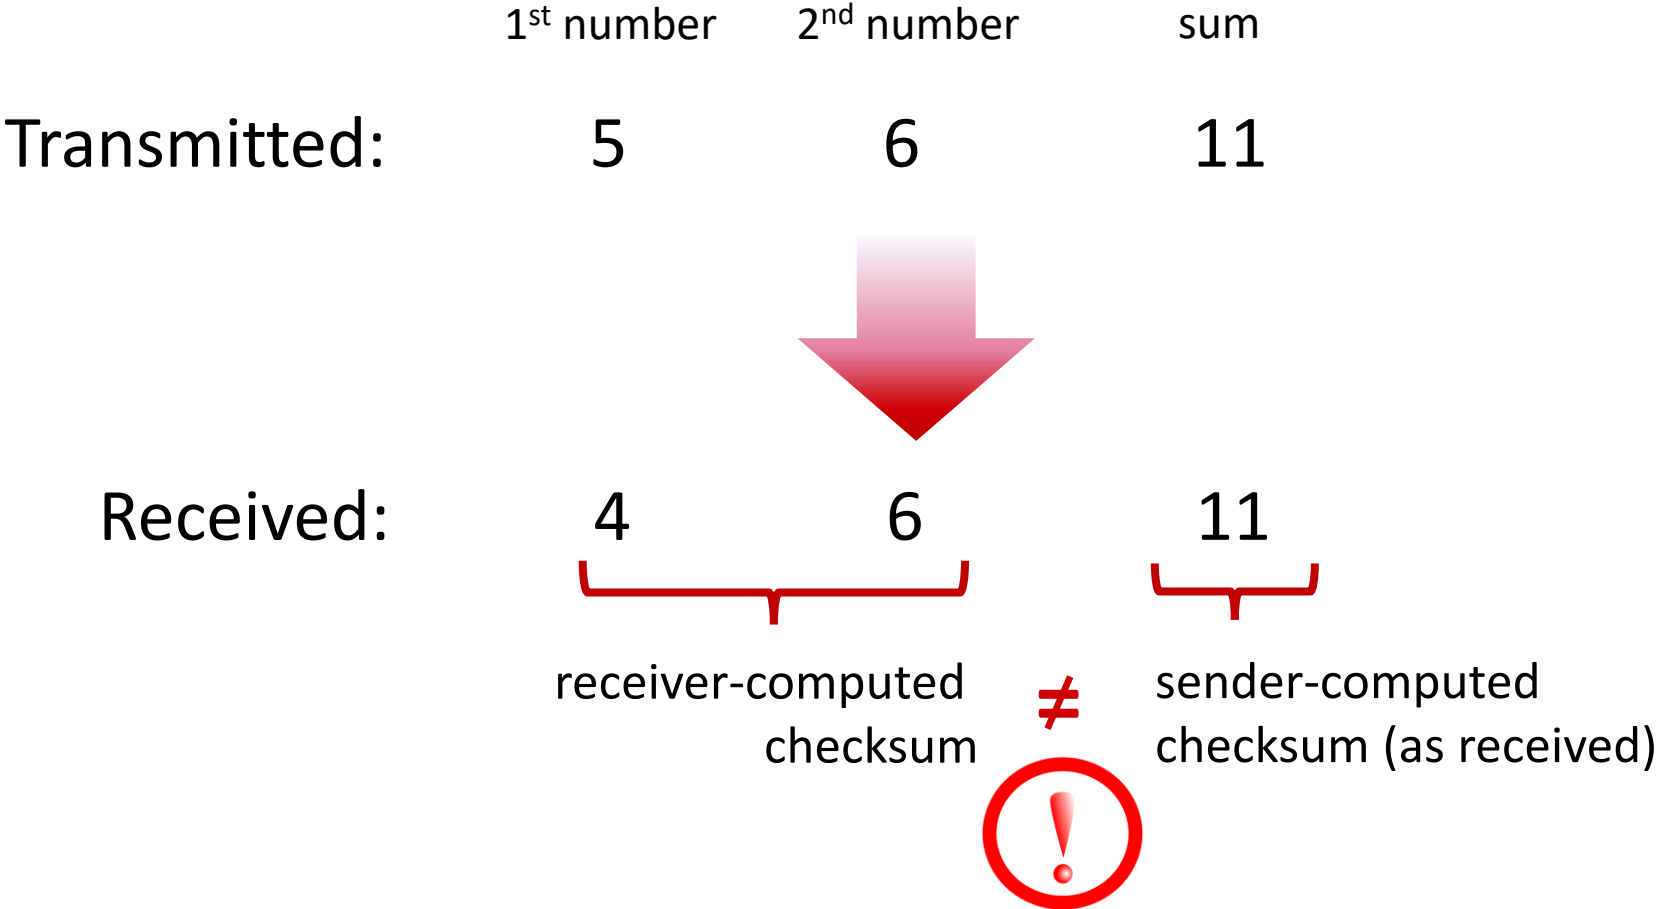 1st number 2nd number sum
Transmitted: 5 6 11
Received: 4 6 11
receiver-computed ≠ sender-computed
checksum checksum (as received)
!